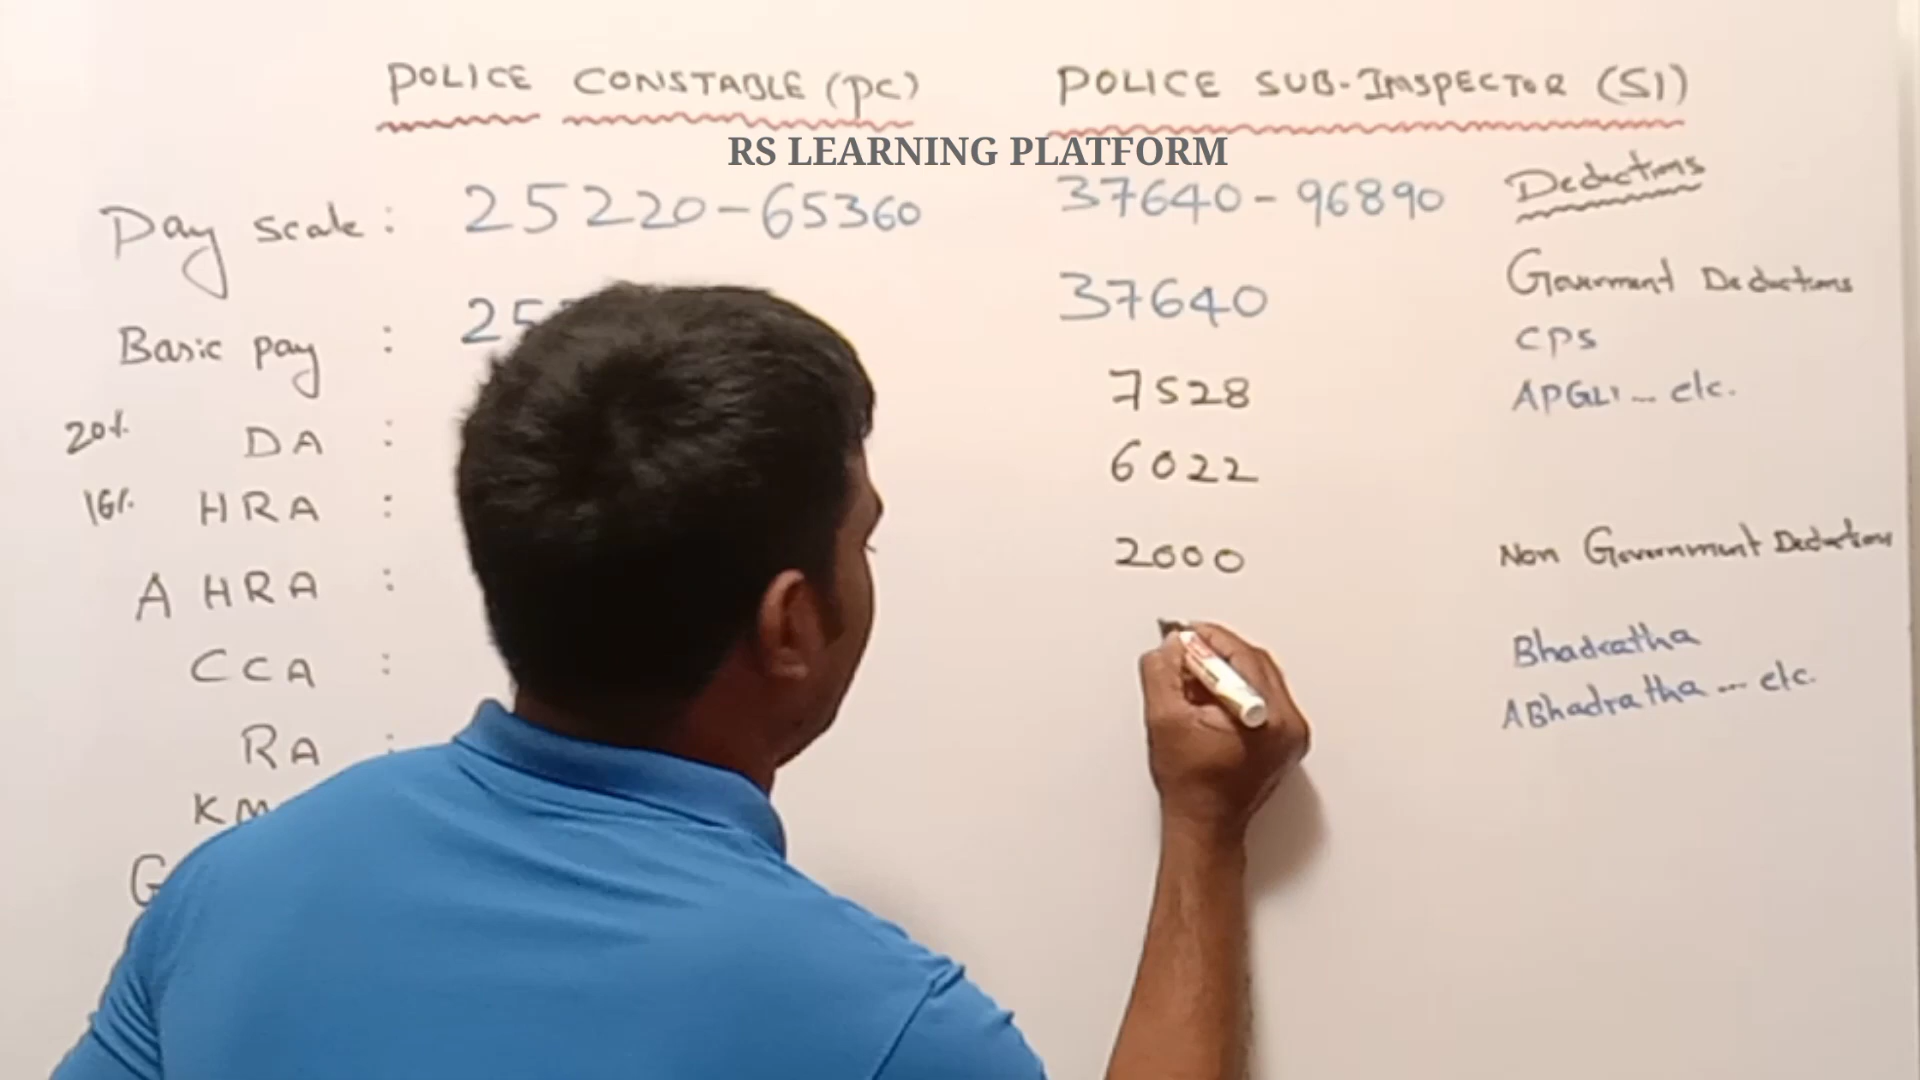 POLICE CONSTABLE (PC) POLICE SUB-INSPECTOR (SI)
RS LEARNING PLATFORM
Pay scale : 25220-65360 37640-96890 Deductions
Government Deductions
Basic pay : 25 37640 CPS
20% DA : 7528 APGLI ... etc.
16% HRA : 6022
A HRA : 2000 Non Government Deductions
CCA : Bhadratha
ABhadratha ... etc.
RA :
KM
G